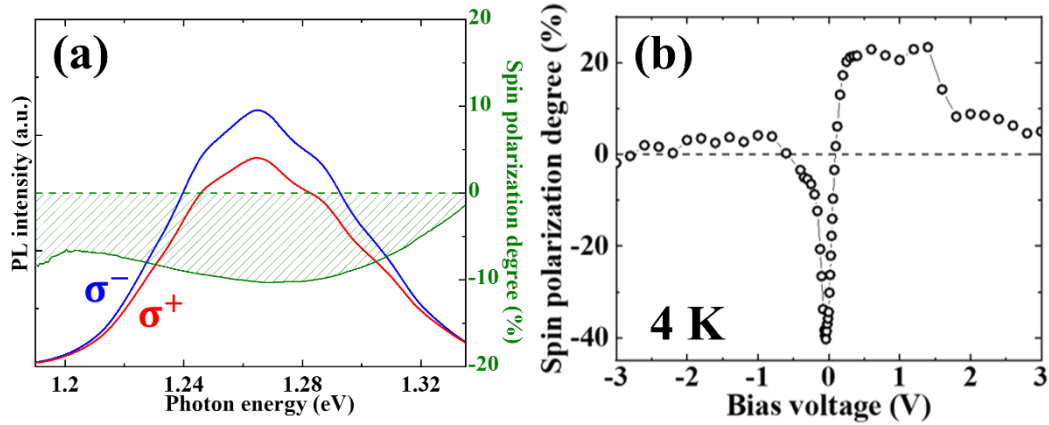 (a)
PL intensity (a.u.)
σ−
σ+
1.2
1.24
1.28
1.32
Photon energy (eV)
20
10
0
-10
-20
Spin polarization degree (%)
(b)
Spin polarization degree (%)
20
0
-20
-40
4 K
-3
-2
-1
0
1
2
3
Bias voltage (V)